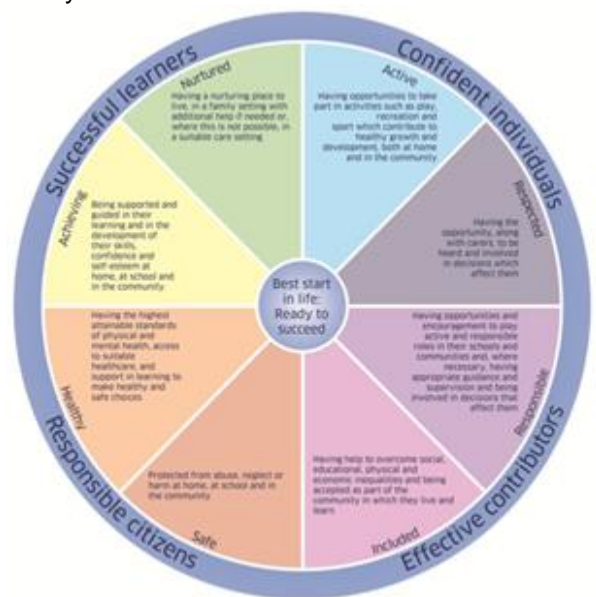 Successful learners
Confident individuals
Nurtured
Having a nurturing place to
live, in a family setting with
additional help if needed or,
where this is not possible, in
a suitable care setting
Active
Having opportunities to take
part in activities such as play,
recreation and
sport which contribute to
healthy growth and
development, both at home
and in the community
Respected
Having the
opportunity, along
with carers, to be
heard and involved
in decisions which
affect them
Responsible
Having opportunities and
encouragement to play
active and responsible
roles in their schools and
communities and, where
necessary, having
appropriate guidance and
supervision and being
involved in decisions that
affect them
Included
Having help to overcome social,
educational, physical and
economic inequalities and being
accepted as part of the
community in which they live and
learn
Safe
Protected from abuse, neglect or
harm at home, at school and in
the community
Healthy
Having the highest
attainable standards
of physical and
mental health, access
to suitable
healthcare, and
support in learning to
make healthy and
safe choices
Achieving
Being supported and
guided in their
learning and in the
development of
their skills,
confidence and
self-esteem at
home, at school and
in the community
Best start
in life:
Ready to
succeed
Responsible citizens
Effective contributors